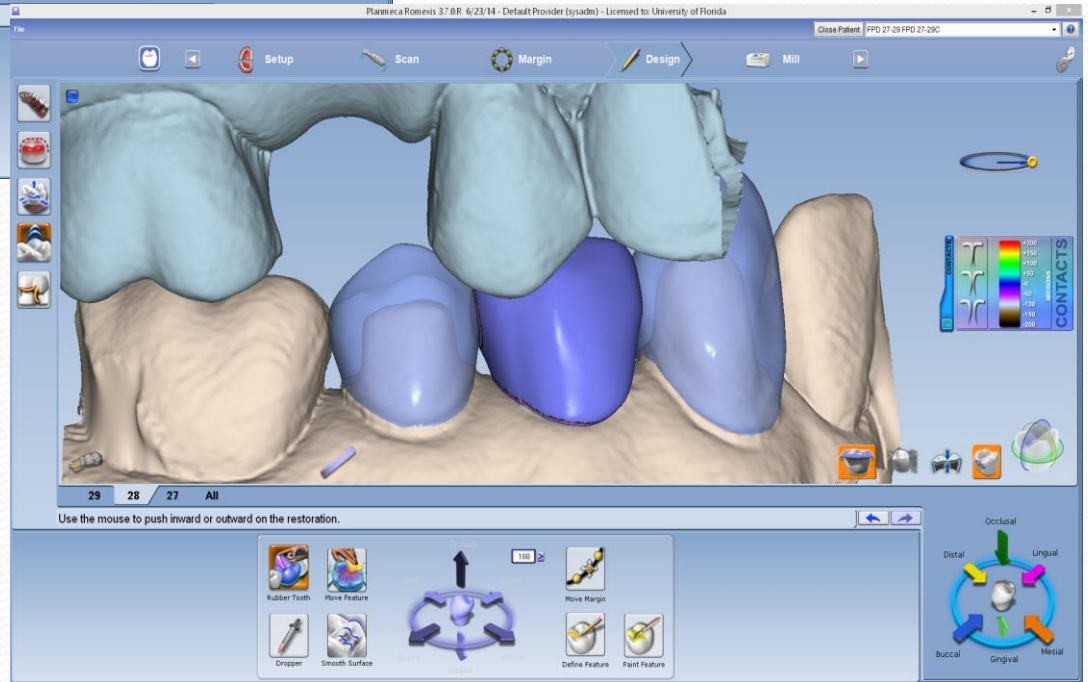 Planmeca Romexis 3.7.0.R 6/23/14 - Default Provider (sysadm) - Licensed to: University of Florida
File
Close Patient FPD 27-29 FPD 27-29C
Setup Scan Margin Design Mill
CONTACTS
+200
+150
+100
+50
-0
-50
-100
-150
-200
MICRONS
CONTACTS
29 28 27 All
Use the mouse to push inward or outward on the restoration.
100
Rubber Tooth Move Feature Move Margin
Dropper Smooth Surface Define Feature Paint Feature
Occlusal
Distal Lingual
Buccal Gingival Mesial